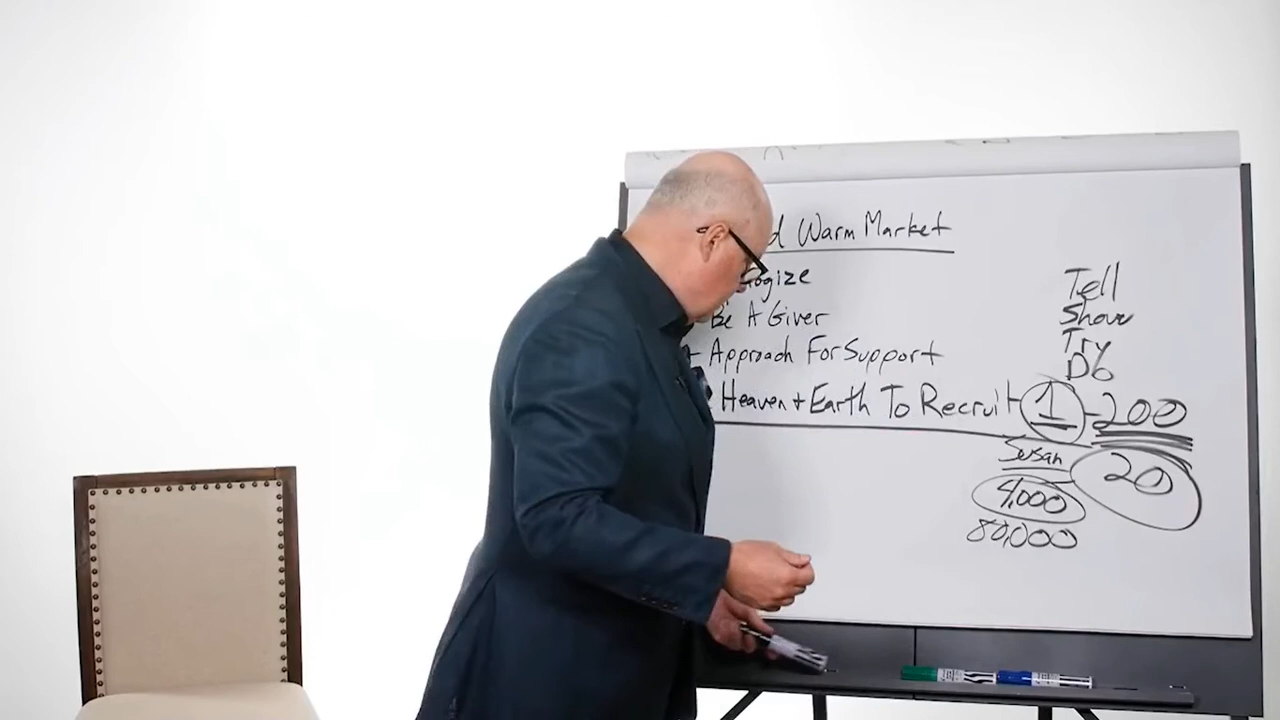 d Warm Market
ogize
Be A Giver
Approach For Support
Heaven + Earth To Recruit 1 - 200
Tell
Show
Try
Do
Susan
20
4,000
80,000